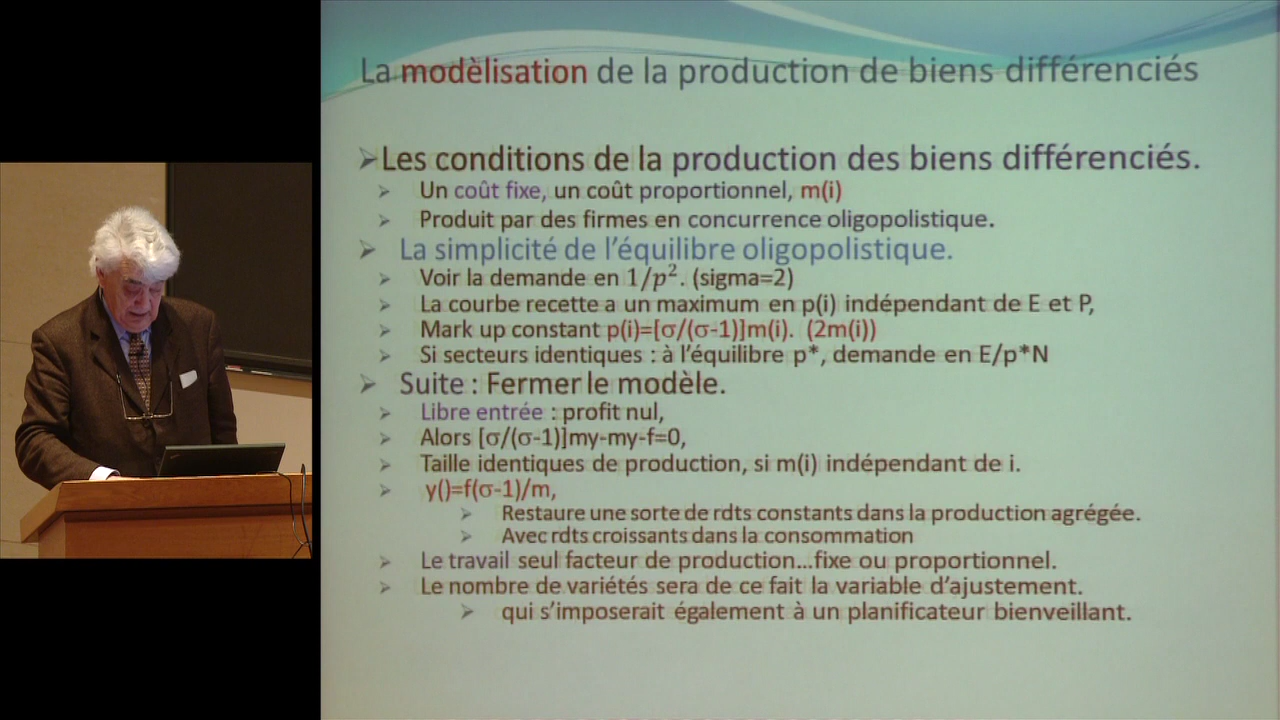 La modèlisation de la production de biens différenciés
Les conditions de la production des biens différenciés.
Un coût fixe, un coût proportionnel, m(i)
Produit par des firmes en concurrence oligopolistique.
La simplicité de l'équilibre oligopolistique.
Voir la demande en 1/p². (sigma=2)
La courbe recette a un maximum en p(i) indépendant de E et P,
Mark up constant p(i)=[σ/(σ-1)]m(i). (2m(i))
Si secteurs identiques : à l'équilibre p*, demande en E/p*N
Suite : Fermer le modèle.
Libre entrée : profit nul,
Alors [σ/(σ-1)]my-my-f=0,
Taille identiques de production, si m(i) indépendant de i.
y()=f(σ-1)/m,
Restaure une sorte de rdts constants dans la production agrégée.
Avec rdts croissants dans la consommation
Le travail seul facteur de production...fixe ou proportionnel.
Le nombre de variétés sera de ce fait la variable d'ajustement.
qui s'imposerait également à un planificateur bienveillant.